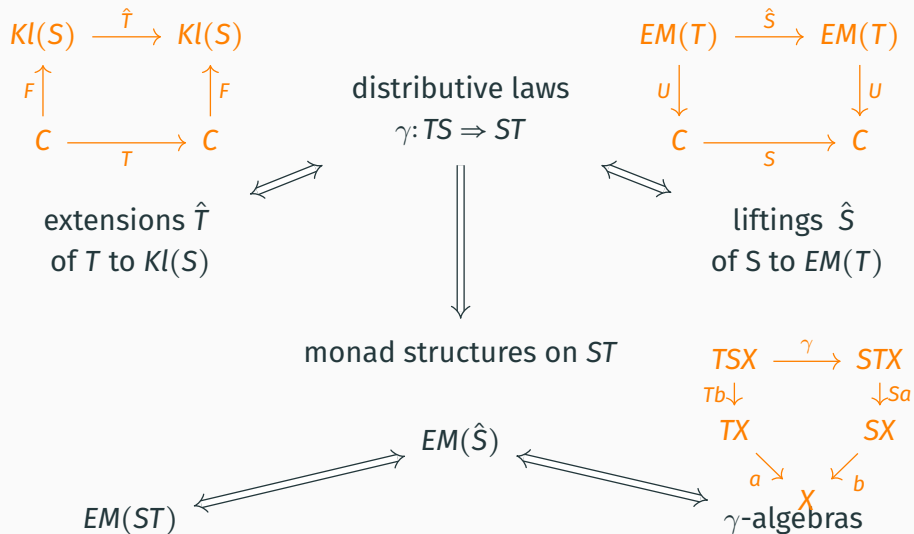 Kl(S) T̂ Kl(S)
F F
C T C
extensions T̂
of T to Kl(S)
distributive laws
γ: TS ⇒ ST
EM(T) Ŝ EM(T)
U U
C S C
liftings Ŝ
of S to EM(T)
monad structures on ST
TSX γ STX
Tb Sa
TX SX
a b
X
EM(Ŝ)
EM(ST)
γ-algebras